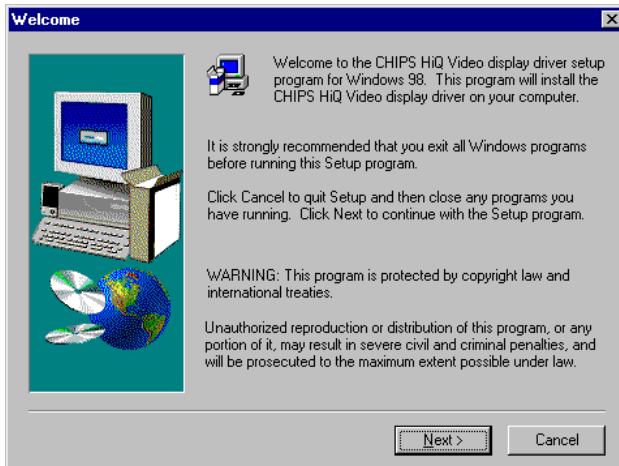 Welcome
Welcome to the CHIPS HiQ Video display driver setup
program for Windows 98.  This program will install the
CHIPS HiQ Video display driver on your computer.
It is strongly recommended that you exit all Windows programs
before running this Setup program.
Click Cancel to quit Setup and then close any programs you
have running.  Click Next to continue with the Setup program.
WARNING: This program is protected by copyright law and
international treaties.
Unauthorized reproduction or distribution of this program, or any
portion of it, may result in severe civil and criminal penalties, and
will be prosecuted to the maximum extent possible under law.
Next >
Cancel